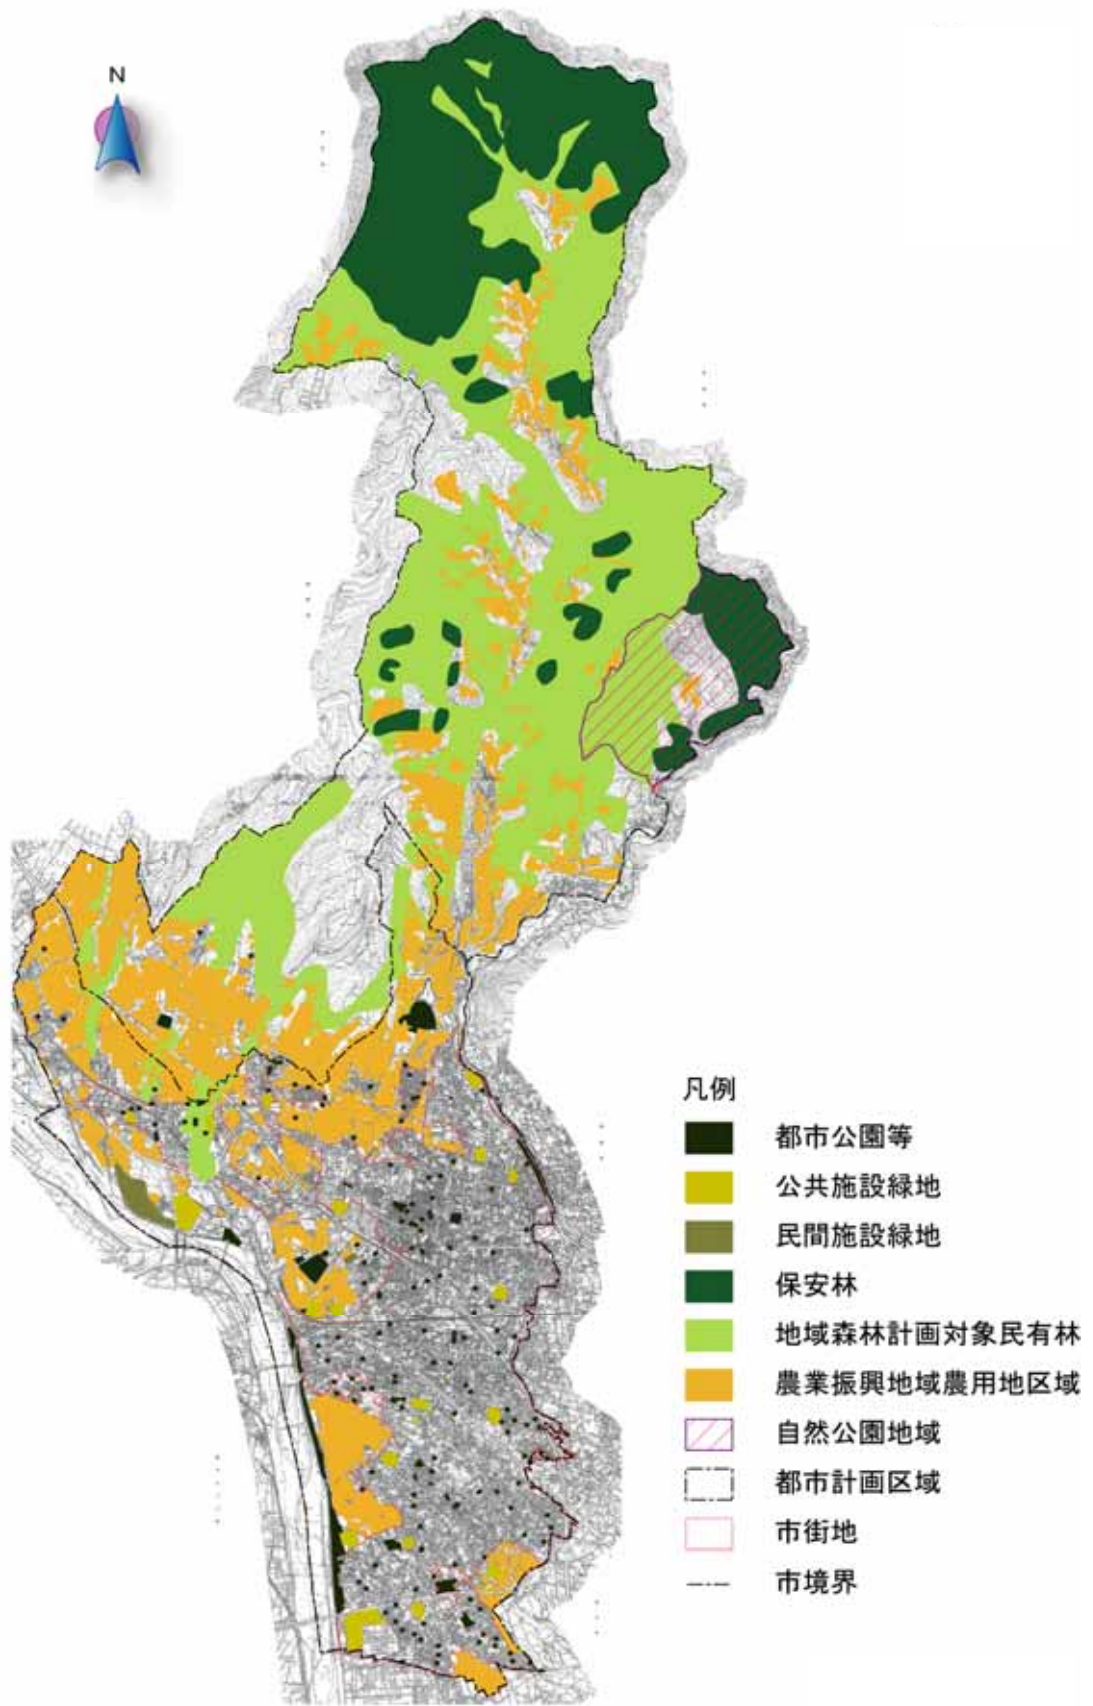 N
凡例
都市公園等
公共施設緑地
民間施設緑地
保安林
地域森林計画対象民有林
農業振興地域農用地区域
自然公園地域
都市計画区域
市街地
市境界